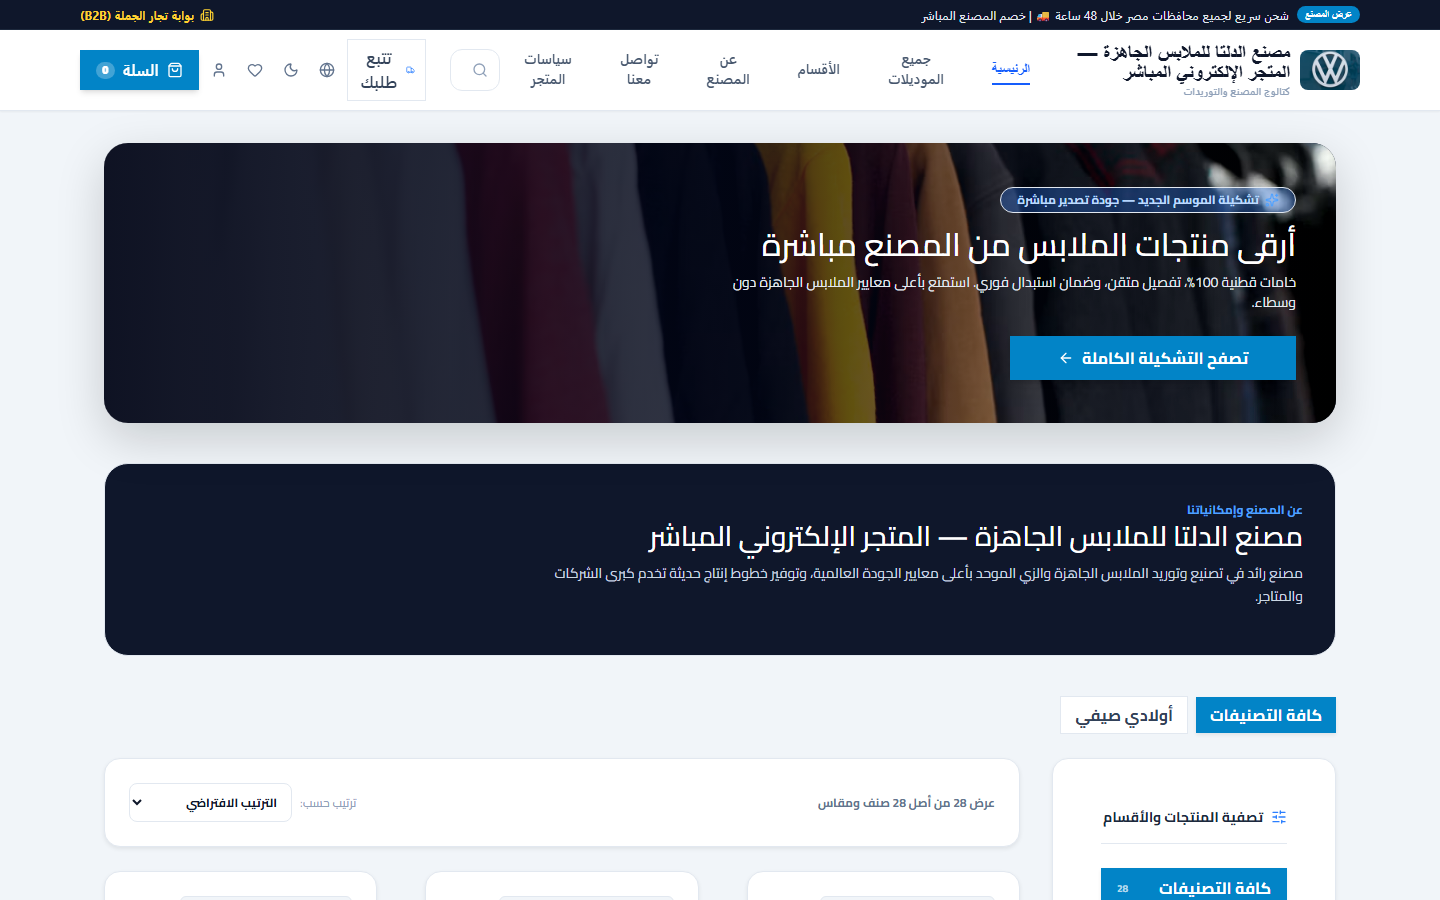 عرض المصنع
شحن سريع لجميع محافظات مصر خلال 48 ساعة 🚚 | خصم المصنع المباشر
بوابة تجار الجملة (B2B)
مصنع الدلتا للملابس الجاهزة —
المتجر الإلكتروني المباشر
كتالوج المصنع والتوريدات
الرئيسية
جميع
الموديلات
الأقسام
عن
المصنع
تواصل
معنا
سياسات
المتجر
تتبع
طلبك
السلة 0
تشكيلة الموسم الجديد — جودة تصدير مباشرة
أرقى منتجات الملابس من المصنع مباشرة
خامات قطنية 100%، تفصيل متقن، وضمان استبدال فوري. استمتع بأعلى معايير الملابس الجاهزة دون
وسطاء.
تصفح التشكيلة الكاملة ←
عن المصنع وإمكانياتنا
مصنع الدلتا للملابس الجاهزة — المتجر الإلكتروني المباشر
مصنع رائد في تصنيع وتوريد الملابس الجاهزة والزي الموحد بأعلى معايير الجودة العالمية، وتوفير خطوط إنتاج حديثة تخدم كبرى الشركات
والمتاجر.
كافة التصنيفات
أولادي صيفي
تصفية المنتجات والأقسام
كافة التصنيفات 28
عرض 28 من أصل 28 صنف ومقاس
ترتيب حسب:
الترتيب الافتراضي